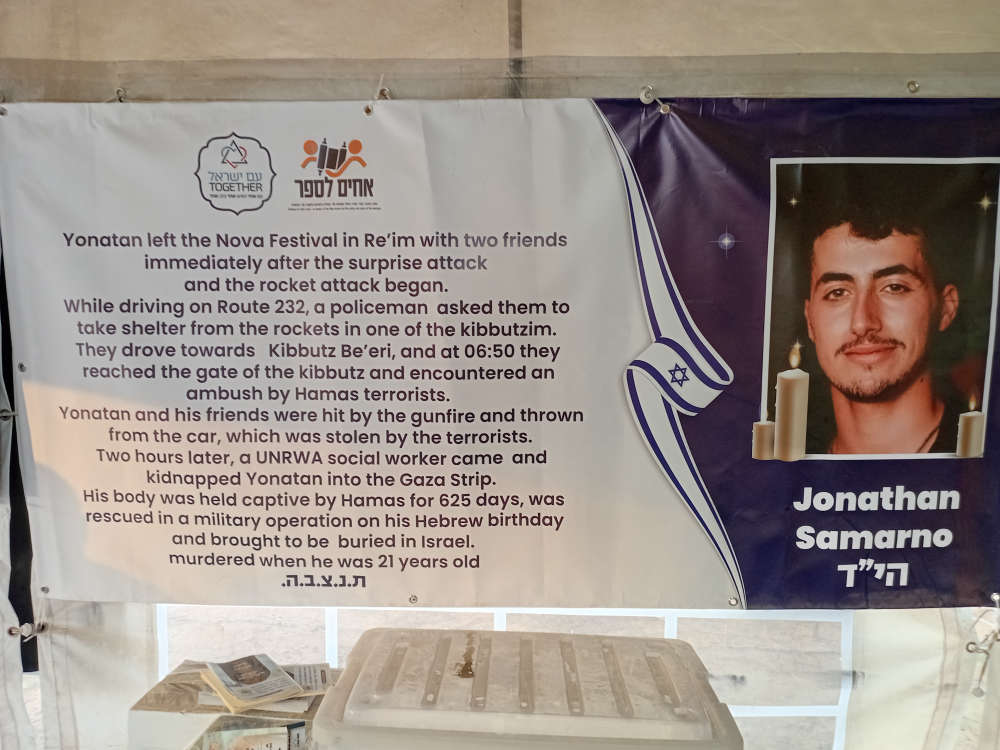 עם ישראל
TOGETHER
אחים לספר
Yonatan left the Nova Festival in Re’im with two friends
immediately after the surprise attack
and the rocket attack began.
While driving on Route 232, a policeman asked them to
take shelter from the rockets in one of the kibbutzim.
They drove towards Kibbutz Be’eri, and at 06:50 they
reached the gate of the kibbutz and encountered an
ambush by Hamas terrorists.
Yonatan and his friends were hit by the gunfire and thrown
from the car, which was stolen by the terrorists.
Two hours later, a UNRWA social worker came and
kidnapped Yonatan into the Gaza Strip.
His body was held captive by Hamas for 625 days, was
rescued in a military operation on his Hebrew birthday
and brought to be buried in Israel.
murdered when he was 21 years old
ת.נ.צ.ב.ה.
Jonathan
Samarno
הי”ד